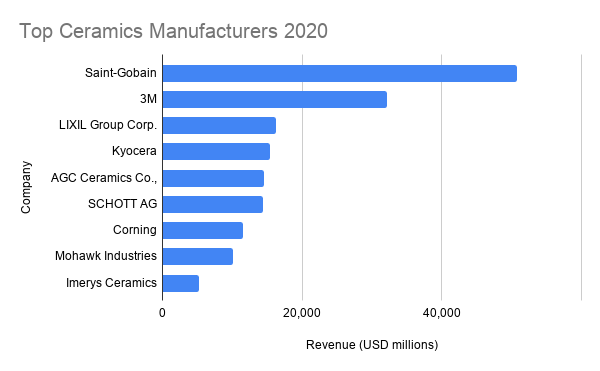 Top Ceramics Manufacturers 2020
Company
Saint-Gobain
3M
LIXIL Group Corp.
Kyocera
AGC Ceramics Co.,
SCHOTT AG
Corning
Mohawk Industries
Imerys Ceramics
0
20,000
40,000
Revenue (USD millions)